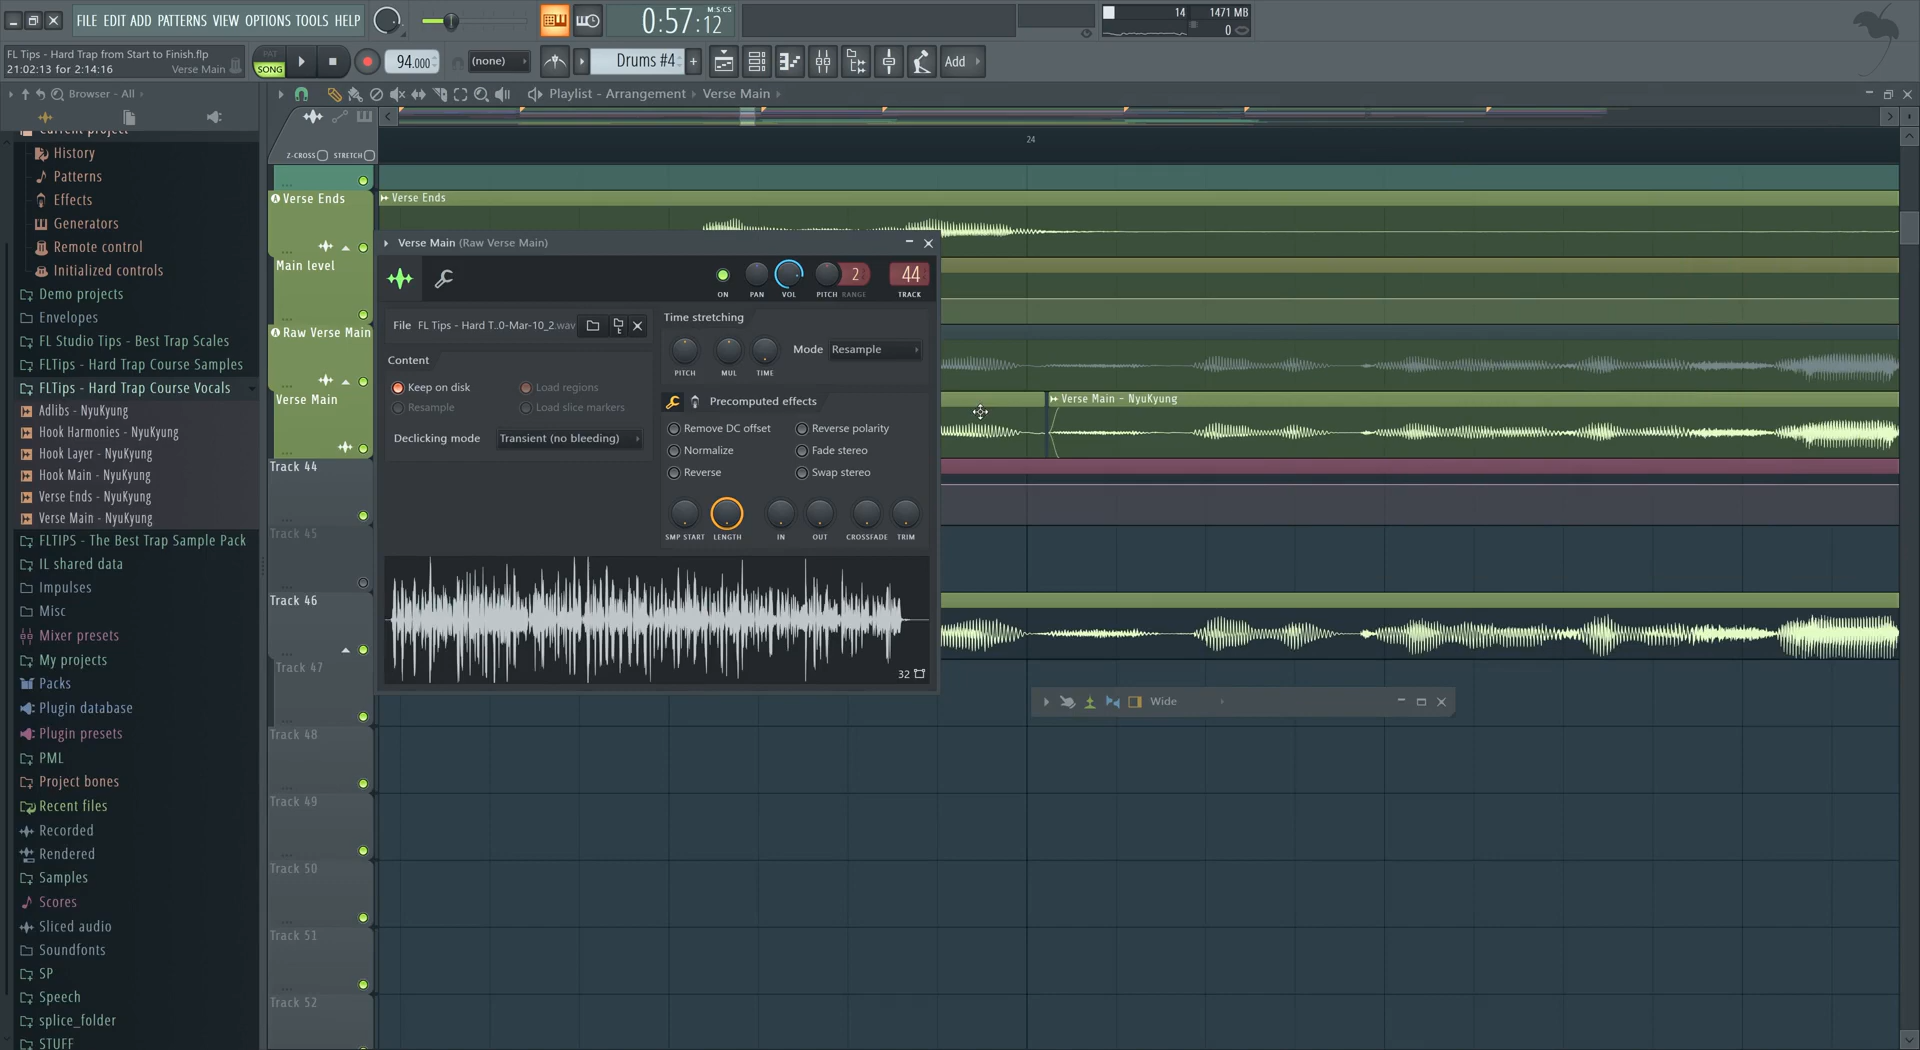 FILE EDIT ADD PATTERNS VIEW OPTIONS TOOLS HELP
0:57:12
M:S:CS
14
1471 MB
0
FL Tips - Hard Trap from Start to Finish.flp
21:02:13 for 2:14:16
Verse Main
PAT
SONG
94.000
(none)
Drums #4
+
Add
Browser - All
Playlist - Arrangement
Verse Main
24
Z-CROSS
STRETCH
Current project
History
Patterns
Effects
Generators
Remote control
Initialized controls
Demo projects
Envelopes
FL Studio Tips - Best Trap Scales
FLTips - Hard Trap Course Samples
FLTips - Hard Trap Course Vocals
Adlibs - NyuKyung
Hook Harmonies - NyuKyung
Hook Layer - NyuKyung
Hook Main - NyuKyung
Verse Ends - NyuKyung
Verse Main - NyuKyung
FLTIPS - The Best Trap Sample Pack
IL shared data
Impulses
Misc
Mixer presets
My projects
Packs
Plugin database
Plugin presets
PML
Project bones
Recent files
Recorded
Rendered
Samples
Scores
Sliced audio
Soundfonts
SP
Speech
splice_folder
STUFF
Verse Ends
Main level
Raw Verse Main
Verse Main
Track 44
Track 45
Track 46
Track 47
Track 48
Track 49
Track 50
Track 51
Track 52
Verse Ends
Verse Main - NyuKyung
Verse Main (Raw Verse Main)
2
44
ON
PAN
VOL
PITCH
RANGE
TRACK
File
FL Tips - Hard T..0-Mar-10_2.wav
Content
Keep on disk
Load regions
Resample
Load slice markers
Declicking mode
Transient (no bleeding)
Time stretching
PITCH
MUL
TIME
Mode
Resample
Precomputed effects
Remove DC offset
Reverse polarity
Normalize
Fade stereo
Reverse
Swap stereo
SMP START
LENGTH
IN
OUT
CROSSFADE
TRIM
32
Wide